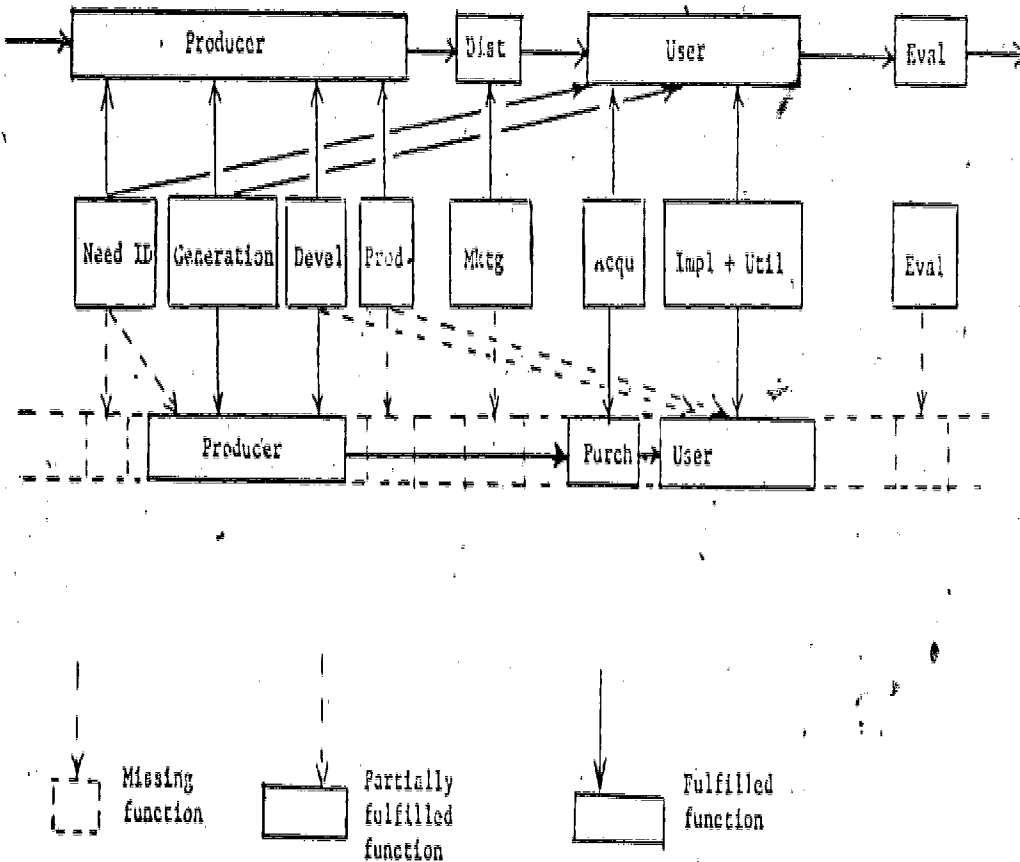 Producer
Dist
User
Eval
Need ID
Generation
Devel
Prod.
Mktg
Acqu
Impl + Util
Eval
Producer
Purch
User
Missing
function
Partially
fulfilled
function
Fulfilled
function